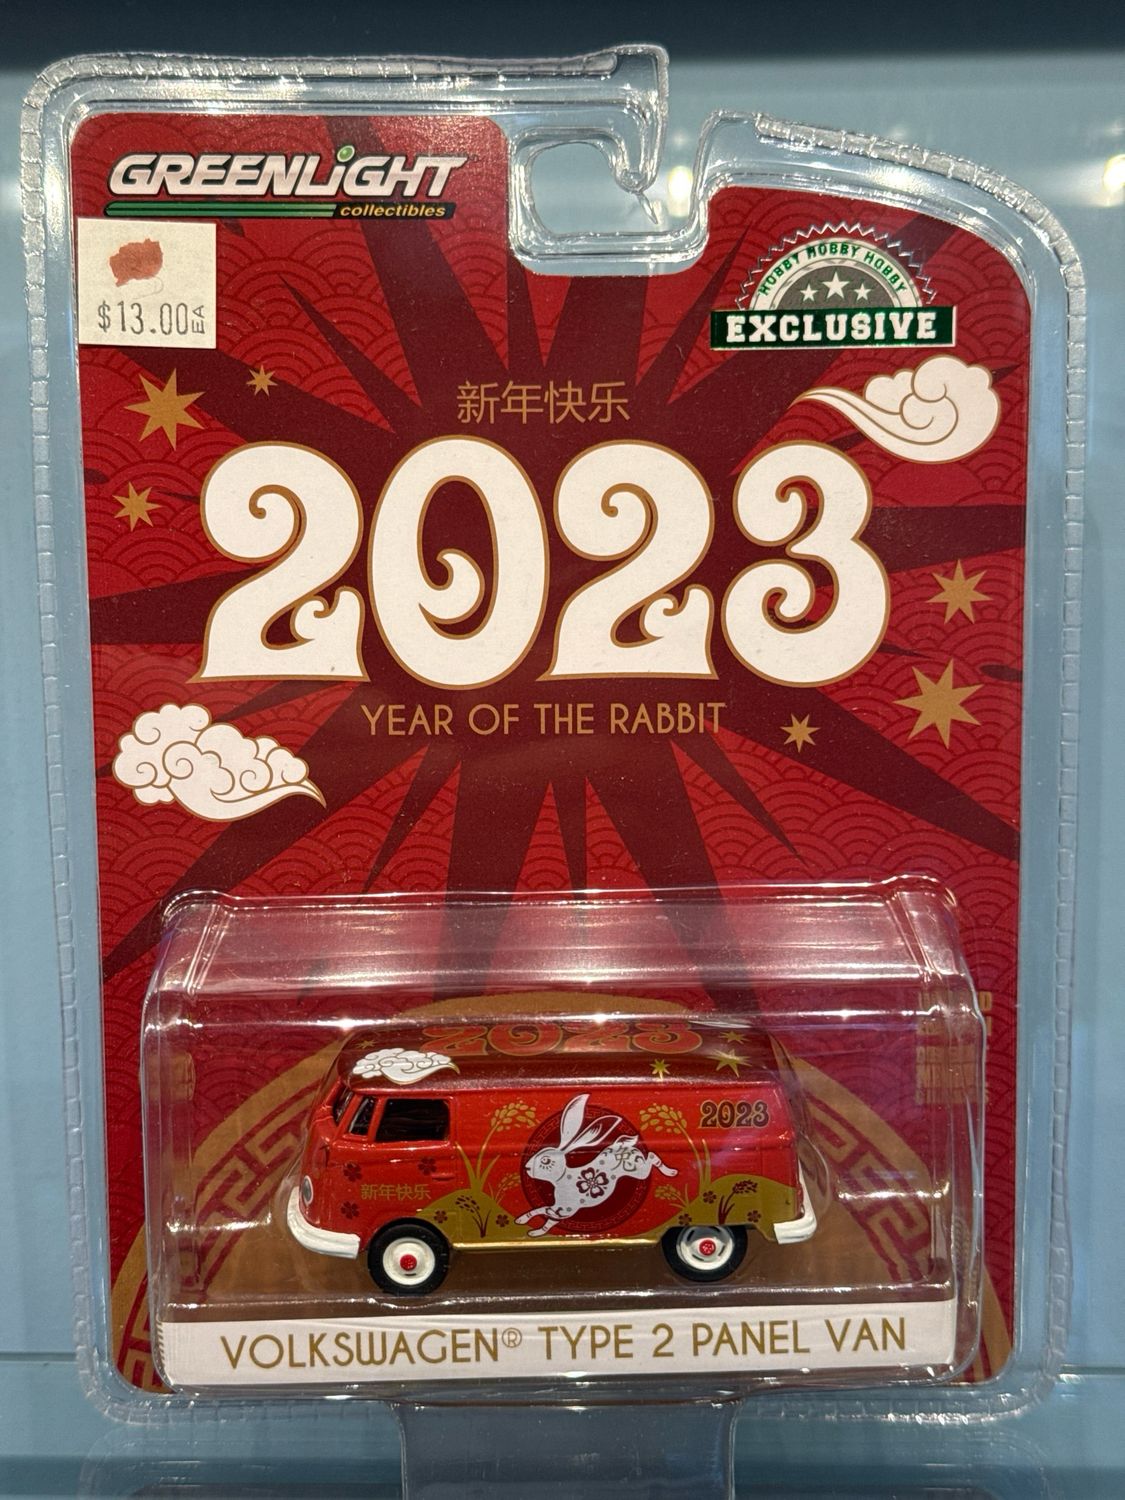 GREENLiGHT
collectibles
$13.00EA
HOBBY HOBBY HOBBY
EXCLUSIVE
新年快乐
2023
YEAR OF THE RABBIT
2023
2023
兔
新年快乐
VOLKSWAGEN® TYPE 2 PANEL VAN